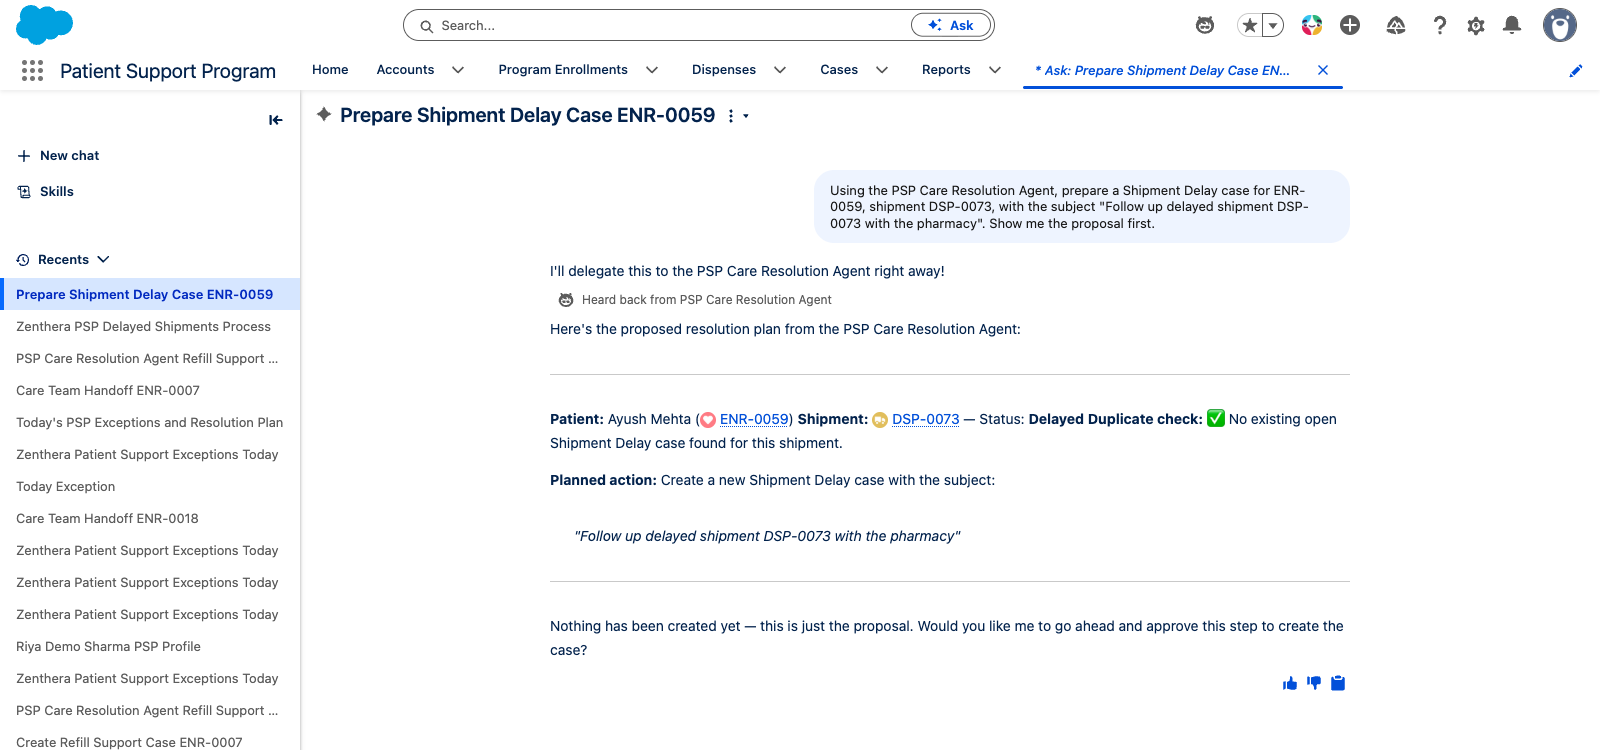 Search...
Ask
Patient Support Program
Home
Accounts
Program Enrollments
Dispenses
Cases
Reports
* Ask: Prepare Shipment Delay Case EN...
New chat
Skills
Recents
Prepare Shipment Delay Case ENR-0059
Zenthera PSP Delayed Shipments Process
PSP Care Resolution Agent Refill Support ...
Care Team Handoff ENR-0007
Today's PSP Exceptions and Resolution Plan
Zenthera Patient Support Exceptions Today
Today Exception
Care Team Handoff ENR-0018
Zenthera Patient Support Exceptions Today
Zenthera Patient Support Exceptions Today
Zenthera Patient Support Exceptions Today
Riya Demo Sharma PSP Profile
Zenthera Patient Support Exceptions Today
PSP Care Resolution Agent Refill Support ...
Create Refill Support Case ENR-0007
Prepare Shipment Delay Case ENR-0059
Using the PSP Care Resolution Agent, prepare a Shipment Delay case for ENR-
0059, shipment DSP-0073, with the subject "Follow up delayed shipment DSP-
0073 with the pharmacy". Show me the proposal first.
I'll delegate this to the PSP Care Resolution Agent right away!
Heard back from PSP Care Resolution Agent
Here's the proposed resolution plan from the PSP Care Resolution Agent:
Patient: Ayush Mehta (ENR-0059) Shipment: DSP-0073 — Status: Delayed Duplicate check: ✅ No existing open
Shipment Delay case found for this shipment.
Planned action: Create a new Shipment Delay case with the subject:
"Follow up delayed shipment DSP-0073 with the pharmacy"
Nothing has been created yet — this is just the proposal. Would you like me to go ahead and approve this step to create the
case?